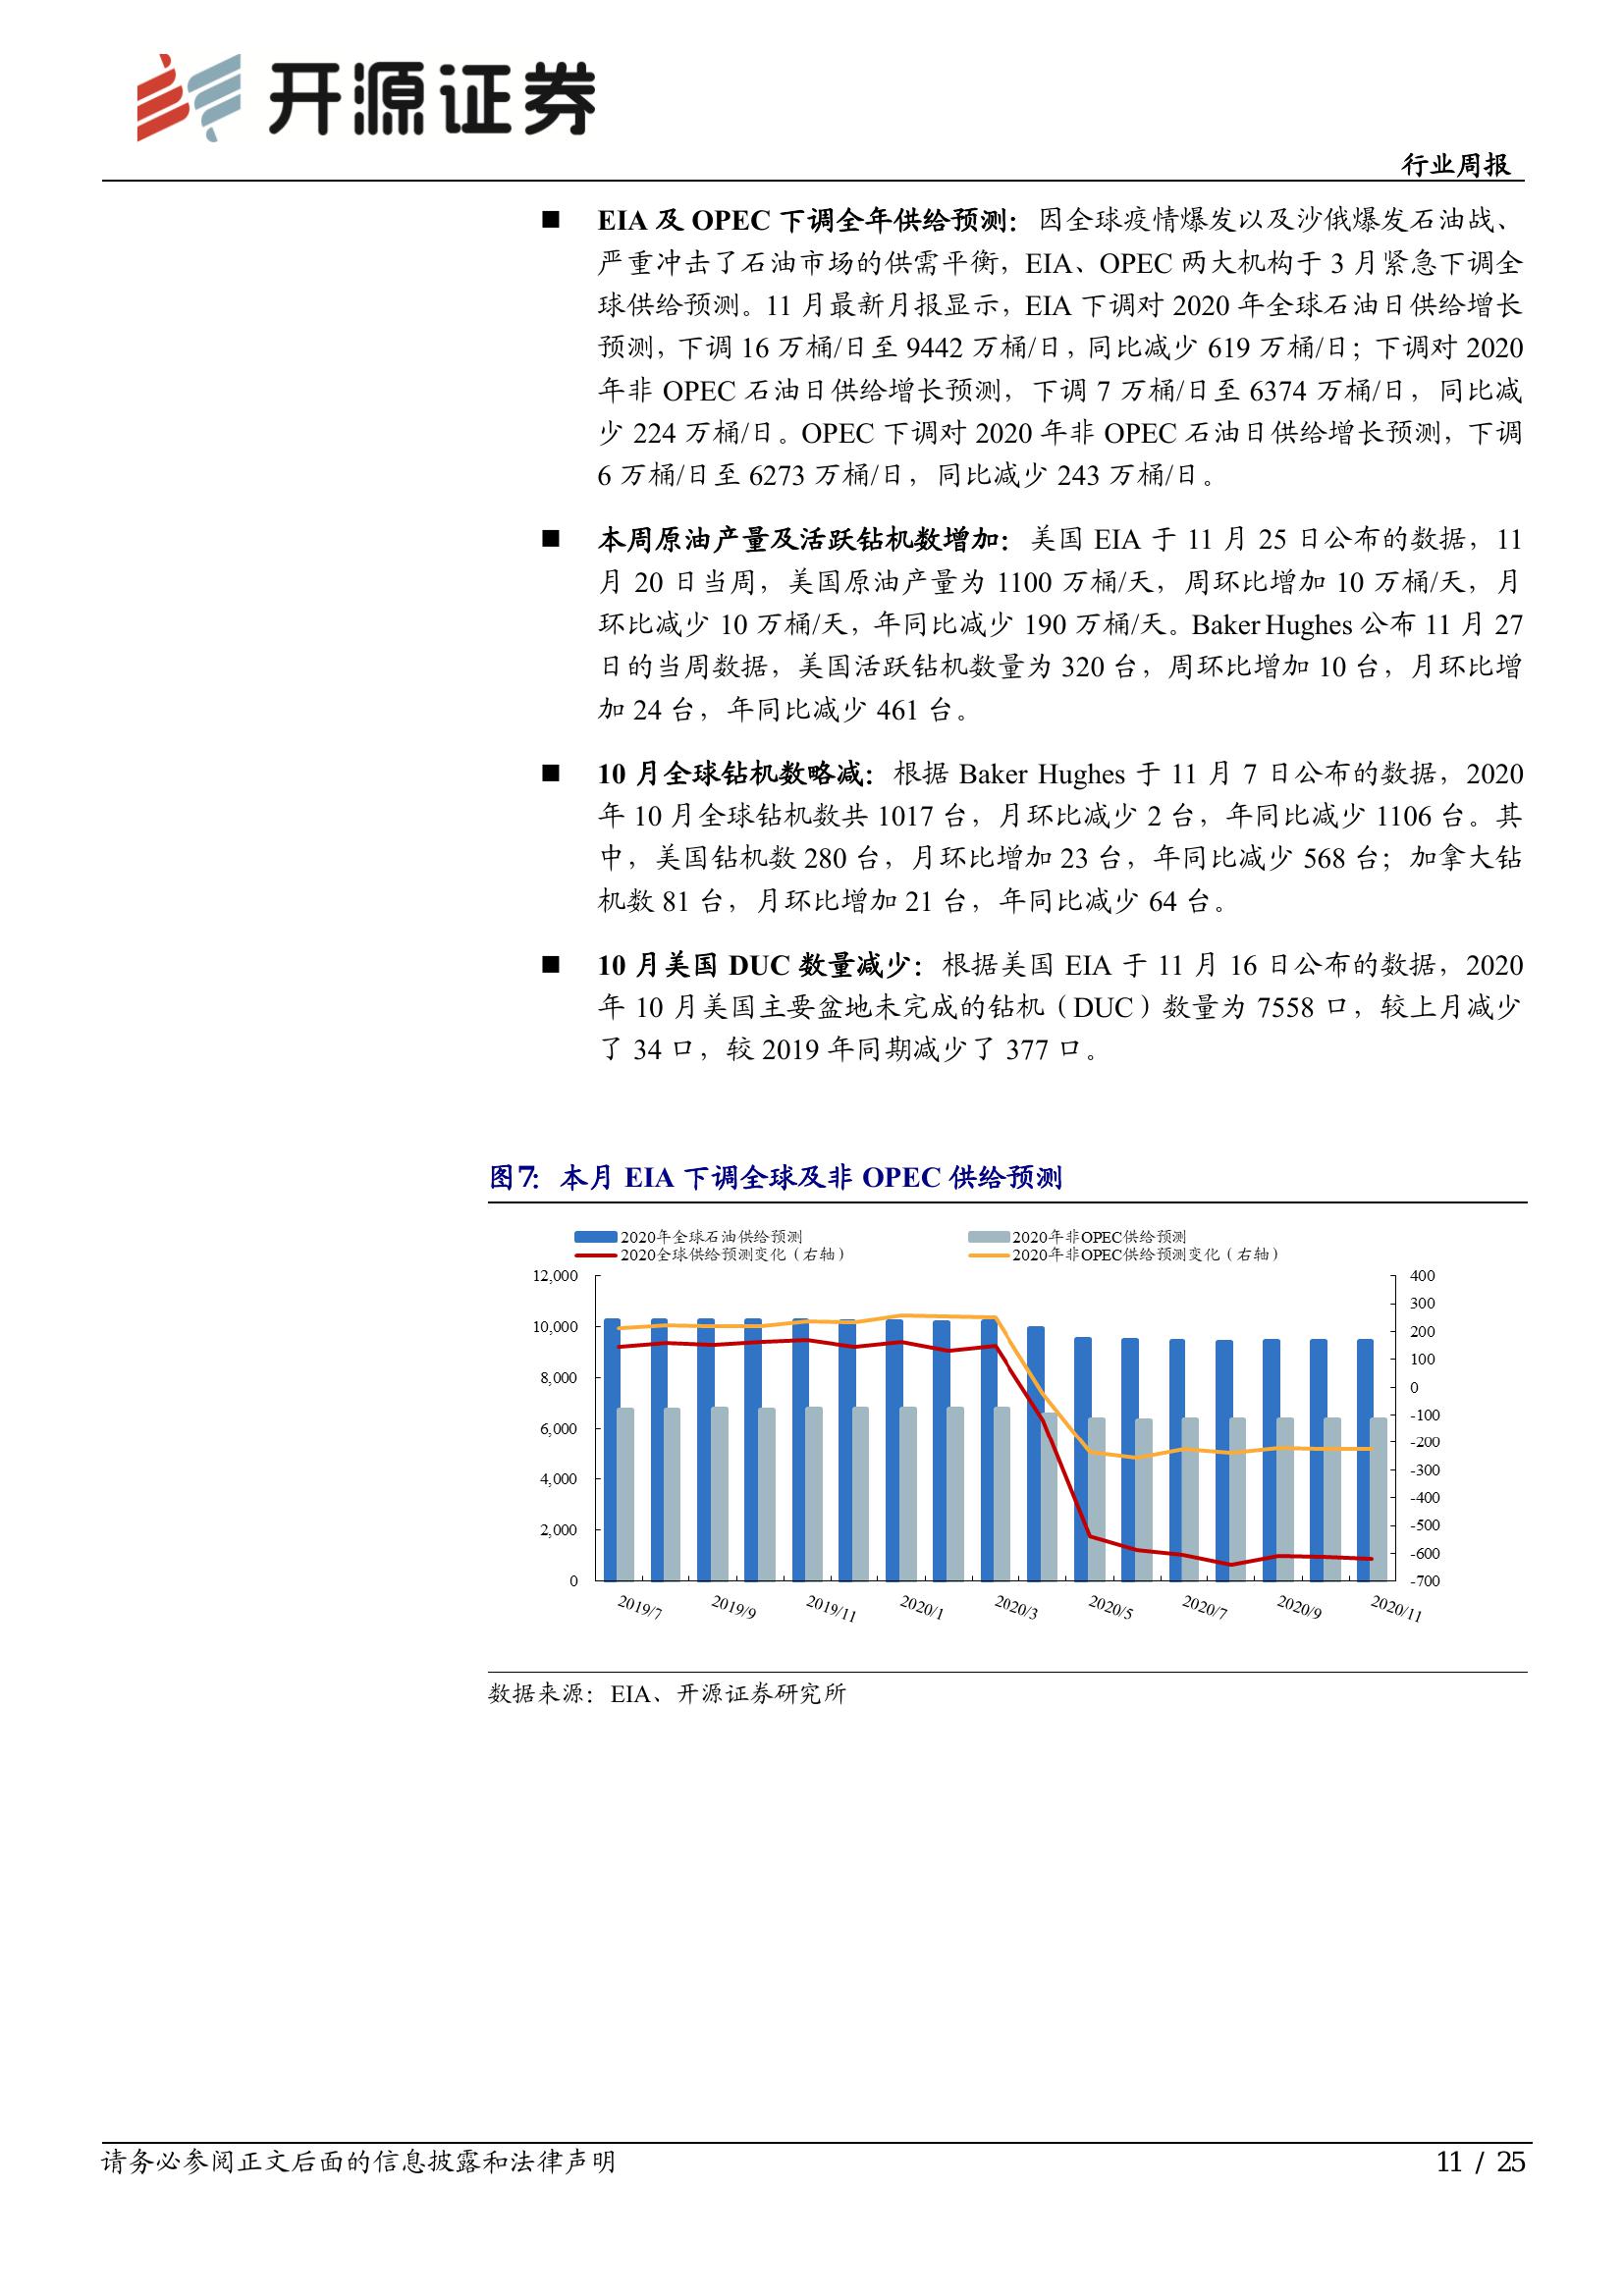 开源证券
行业周报
■ EIA 及 OPEC 下调全年供给预测：因全球疫情爆发以及沙俄爆发石油战、
严重冲击了石油市场的供需平衡，EIA、OPEC 两大机构于 3 月紧急下调全
球供给预测。11 月最新月报显示，EIA 下调对 2020 年全球石油日供给增长
预测，下调 16 万桶/日至 9442 万桶/日，同比减少 619 万桶/日；下调对 2020
年非 OPEC 石油日供给增长预测，下调 7 万桶/日至 6374 万桶/日，同比减
少 224 万桶/日。OPEC 下调对 2020 年非 OPEC 石油日供给增长预测，下调
6 万桶/日至 6273 万桶/日，同比减少 243 万桶/日。
■ 本周原油产量及活跃钻机数增加：美国 EIA 于 11 月 25 日公布的数据，11
月 20 日当周，美国原油产量为 1100 万桶/天，周环比增加 10 万桶/天，月
环比减少 10 万桶/天，年同比减少 190 万桶/天。Baker Hughes 公布 11 月 27
日的当周数据，美国活跃钻机数量为 320 台，周环比增加 10 台，月环比增
加 24 台，年同比减少 461 台。
■ 10 月全球钻机数略减：根据 Baker Hughes 于 11 月 7 日公布的数据，2020
年 10 月全球钻机数共 1017 台，月环比减少 2 台，年同比减少 1106 台。其
中，美国钻机数 280 台，月环比增加 23 台，年同比减少 568 台；加拿大钻
机数 81 台，月环比增加 21 台，年同比减少 64 台。
■ 10 月美国 DUC 数量减少：根据美国 EIA 于 11 月 16 日公布的数据，2020
年 10 月美国主要盆地未完成的钻机（DUC）数量为 7558 口，较上月减少
了 34 口，较 2019 年同期减少了 377 口。
图7：本月 EIA 下调全球及非 OPEC 供给预测
2020年全球石油供给预测 2020年非OPEC供给预测
2020全球供给预测变化（右轴） 2020年非OPEC供给预测变化（右轴）
12,000
10,000
8,000
6,000
4,000
2,000
0
400
300
200
100
0
-100
-200
-300
-400
-500
-600
-700
2019/7 2019/9 2019/11 2020/1 2020/3 2020/5 2020/7 2020/9 2020/11
数据来源：EIA、开源证券研究所
请务必参阅正文后面的信息披露和法律声明
11 / 25